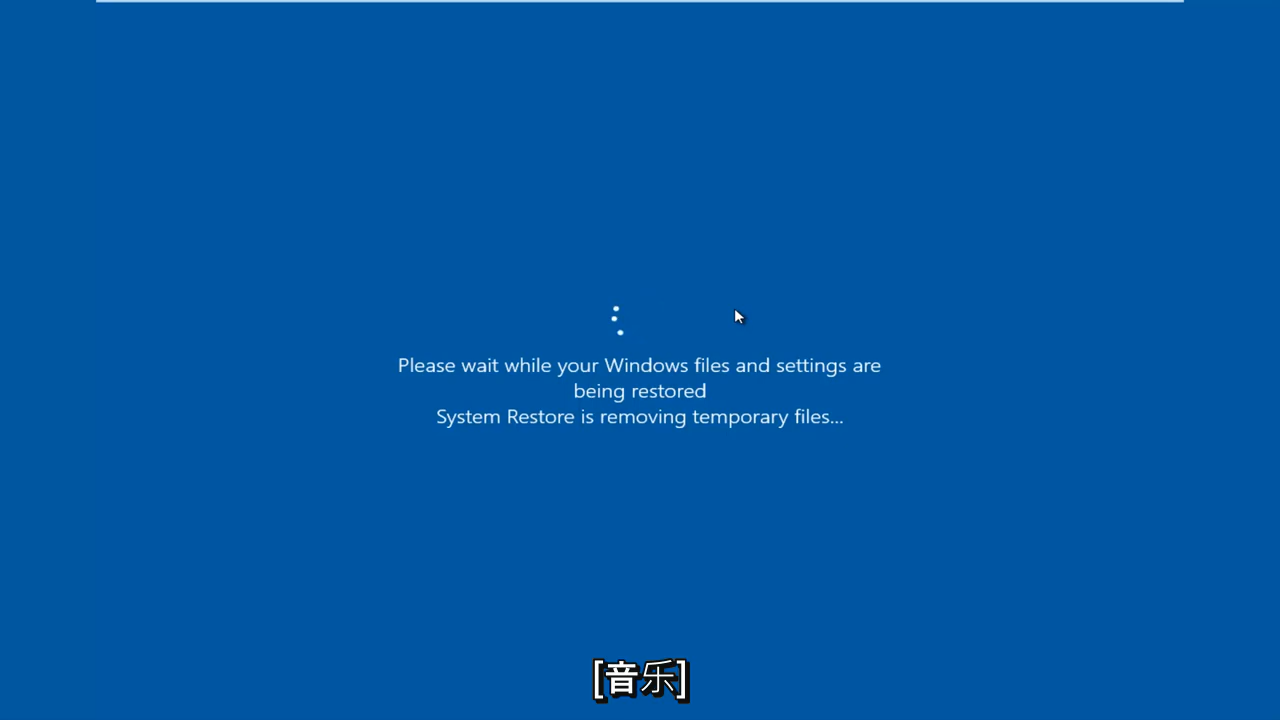 Please wait while your Windows files and settings are
being restored
System Restore is removing temporary files...
[音乐]